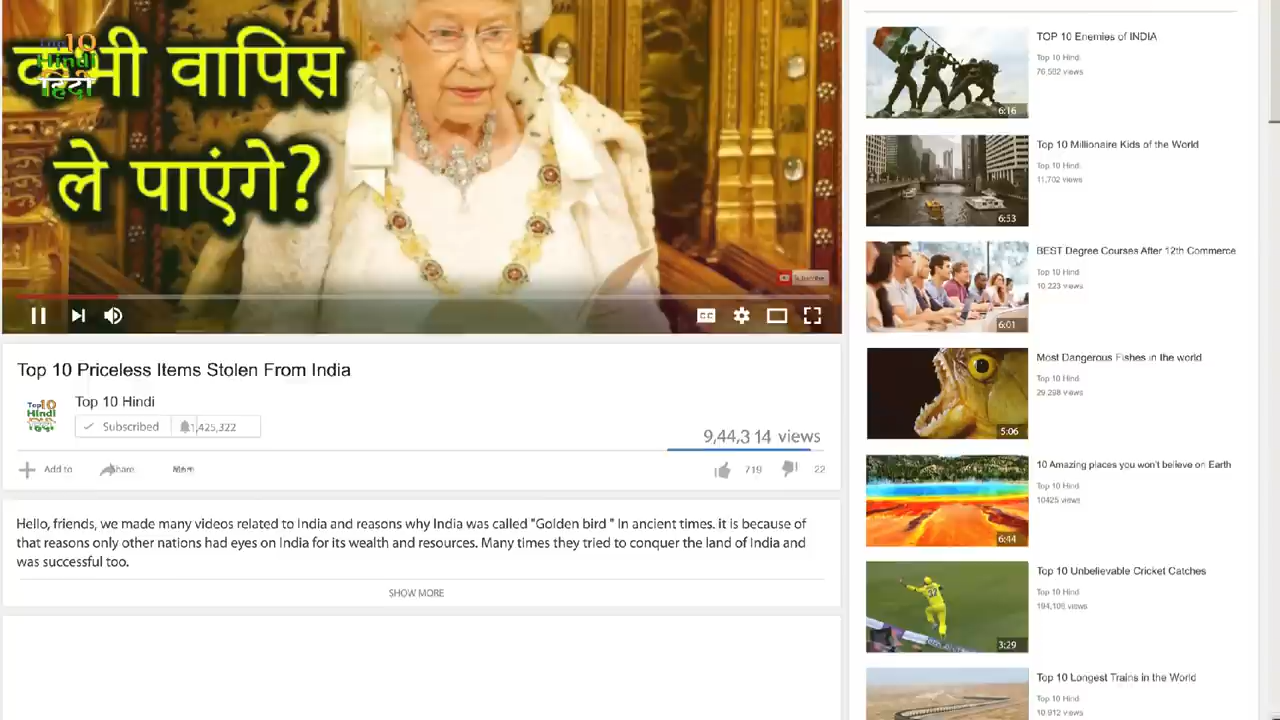 Top 10
Hindi
हिंदी
वापिस
ले पाएंगे?
Subscribe
CC
Top 10 Priceless Items Stolen From India
Top10
Hindi
हिंदी
Top 10 Hindi
Subscribed 1,425,322
9,44,3 14 views
Add to Share More 719 22
Hello, friends, we made many videos related to India and reasons why India was called "Golden bird " In ancient times. it is because of
that reasons only other nations had eyes on India for its wealth and resources. Many times they tried to conquer the land of India and
was successful too.
SHOW MORE
TOP 10 Enemies of INDIA
Top 10 Hindi
76,502 views
6:16
Top 10 Millionaire Kids of the World
Top 10 Hindi
11,702 views
6:53
BEST Degree Courses After 12th Commerce
Top 10 Hindi
10,223 views
6:01
Most Dangerous Fishes in the world
Top 10 Hind
29,298 views
5:06
10 Amazing places you won't believe on Earth
Top 10 Hind
10425 views
6:44
Top 10 Unbelievable Cricket Catches
Top 10 Hind
194,106 views
32
3:29
Top 10 Longest Trains in the World
Top 10 Hind
10,912 views